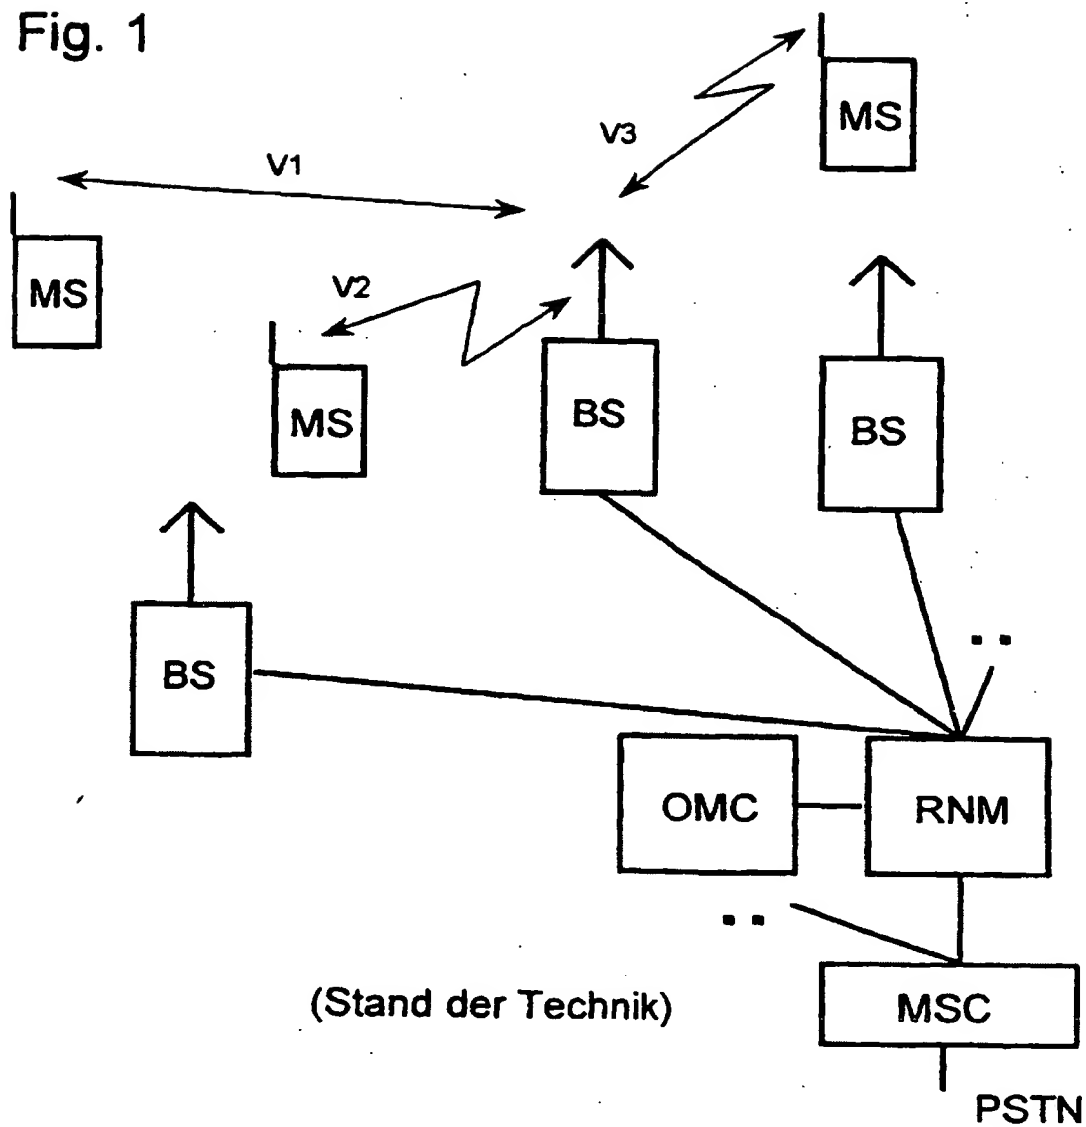 Fig. 1
MS
V3
V1
MS
V2
MS
BS
BS
BS
. .
OMC
RNM
. .
(Stand der Technik)
MSC
PSTN